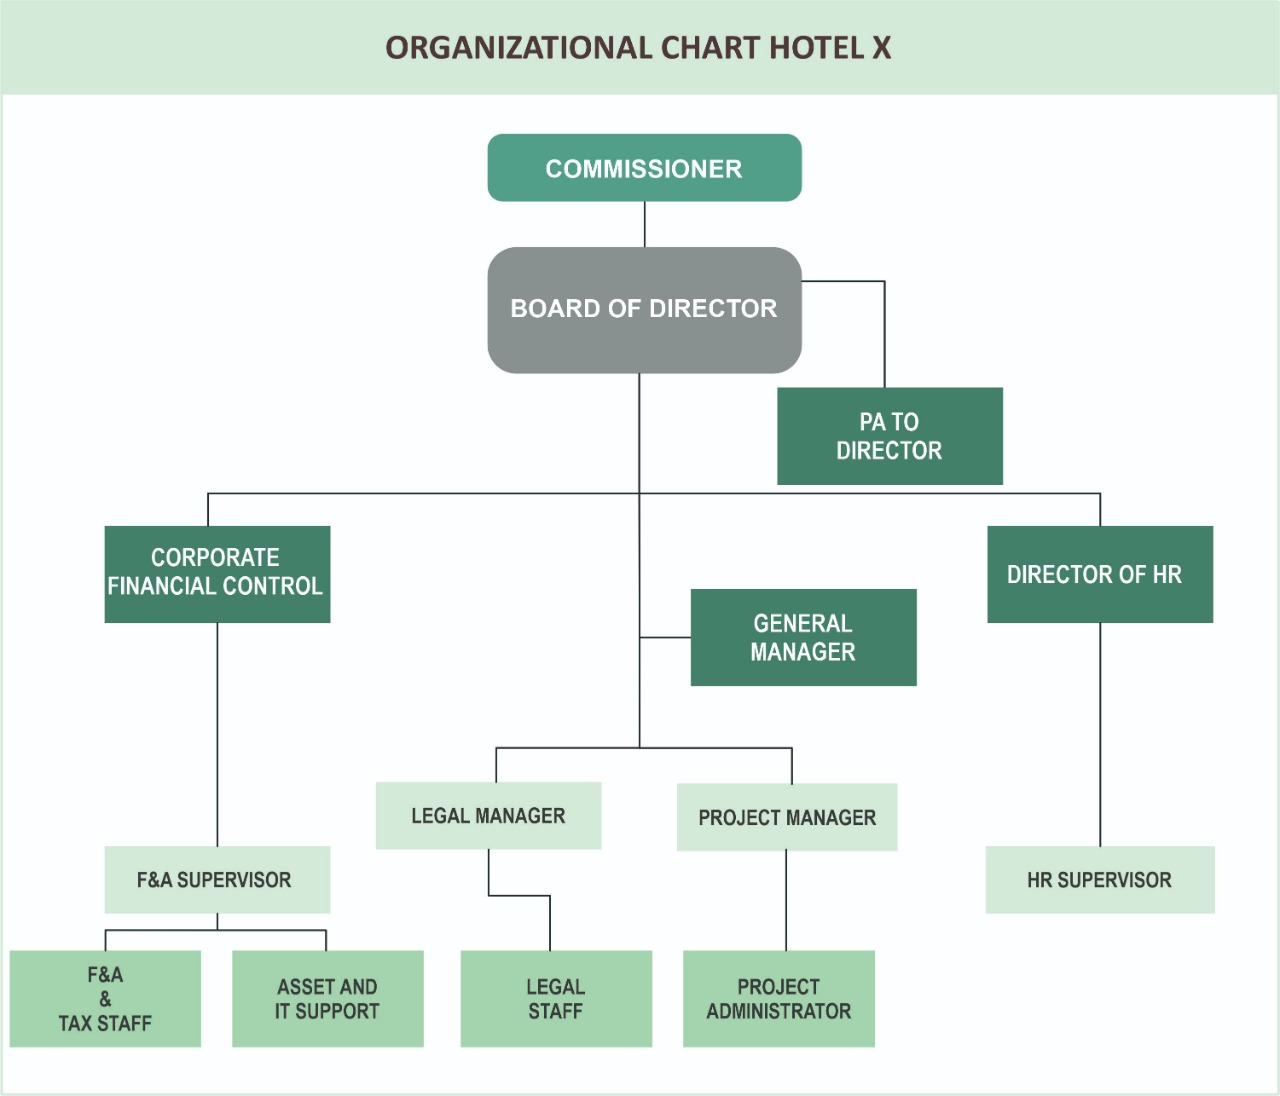 ORGANIZATIONAL CHART HOTEL X
COMMISSIONER
BOARD OF DIRECTOR
PA TO
DIRECTOR
CORPORATE
FINANCIAL CONTROL
DIRECTOR OF HR
GENERAL
MANAGER
LEGAL MANAGER
PROJECT MANAGER
F&A SUPERVISOR
HR SUPERVISOR
F&A
&
TAX STAFF
ASSET AND
IT SUPPORT
LEGAL
STAFF
PROJECT
ADMINISTRATOR